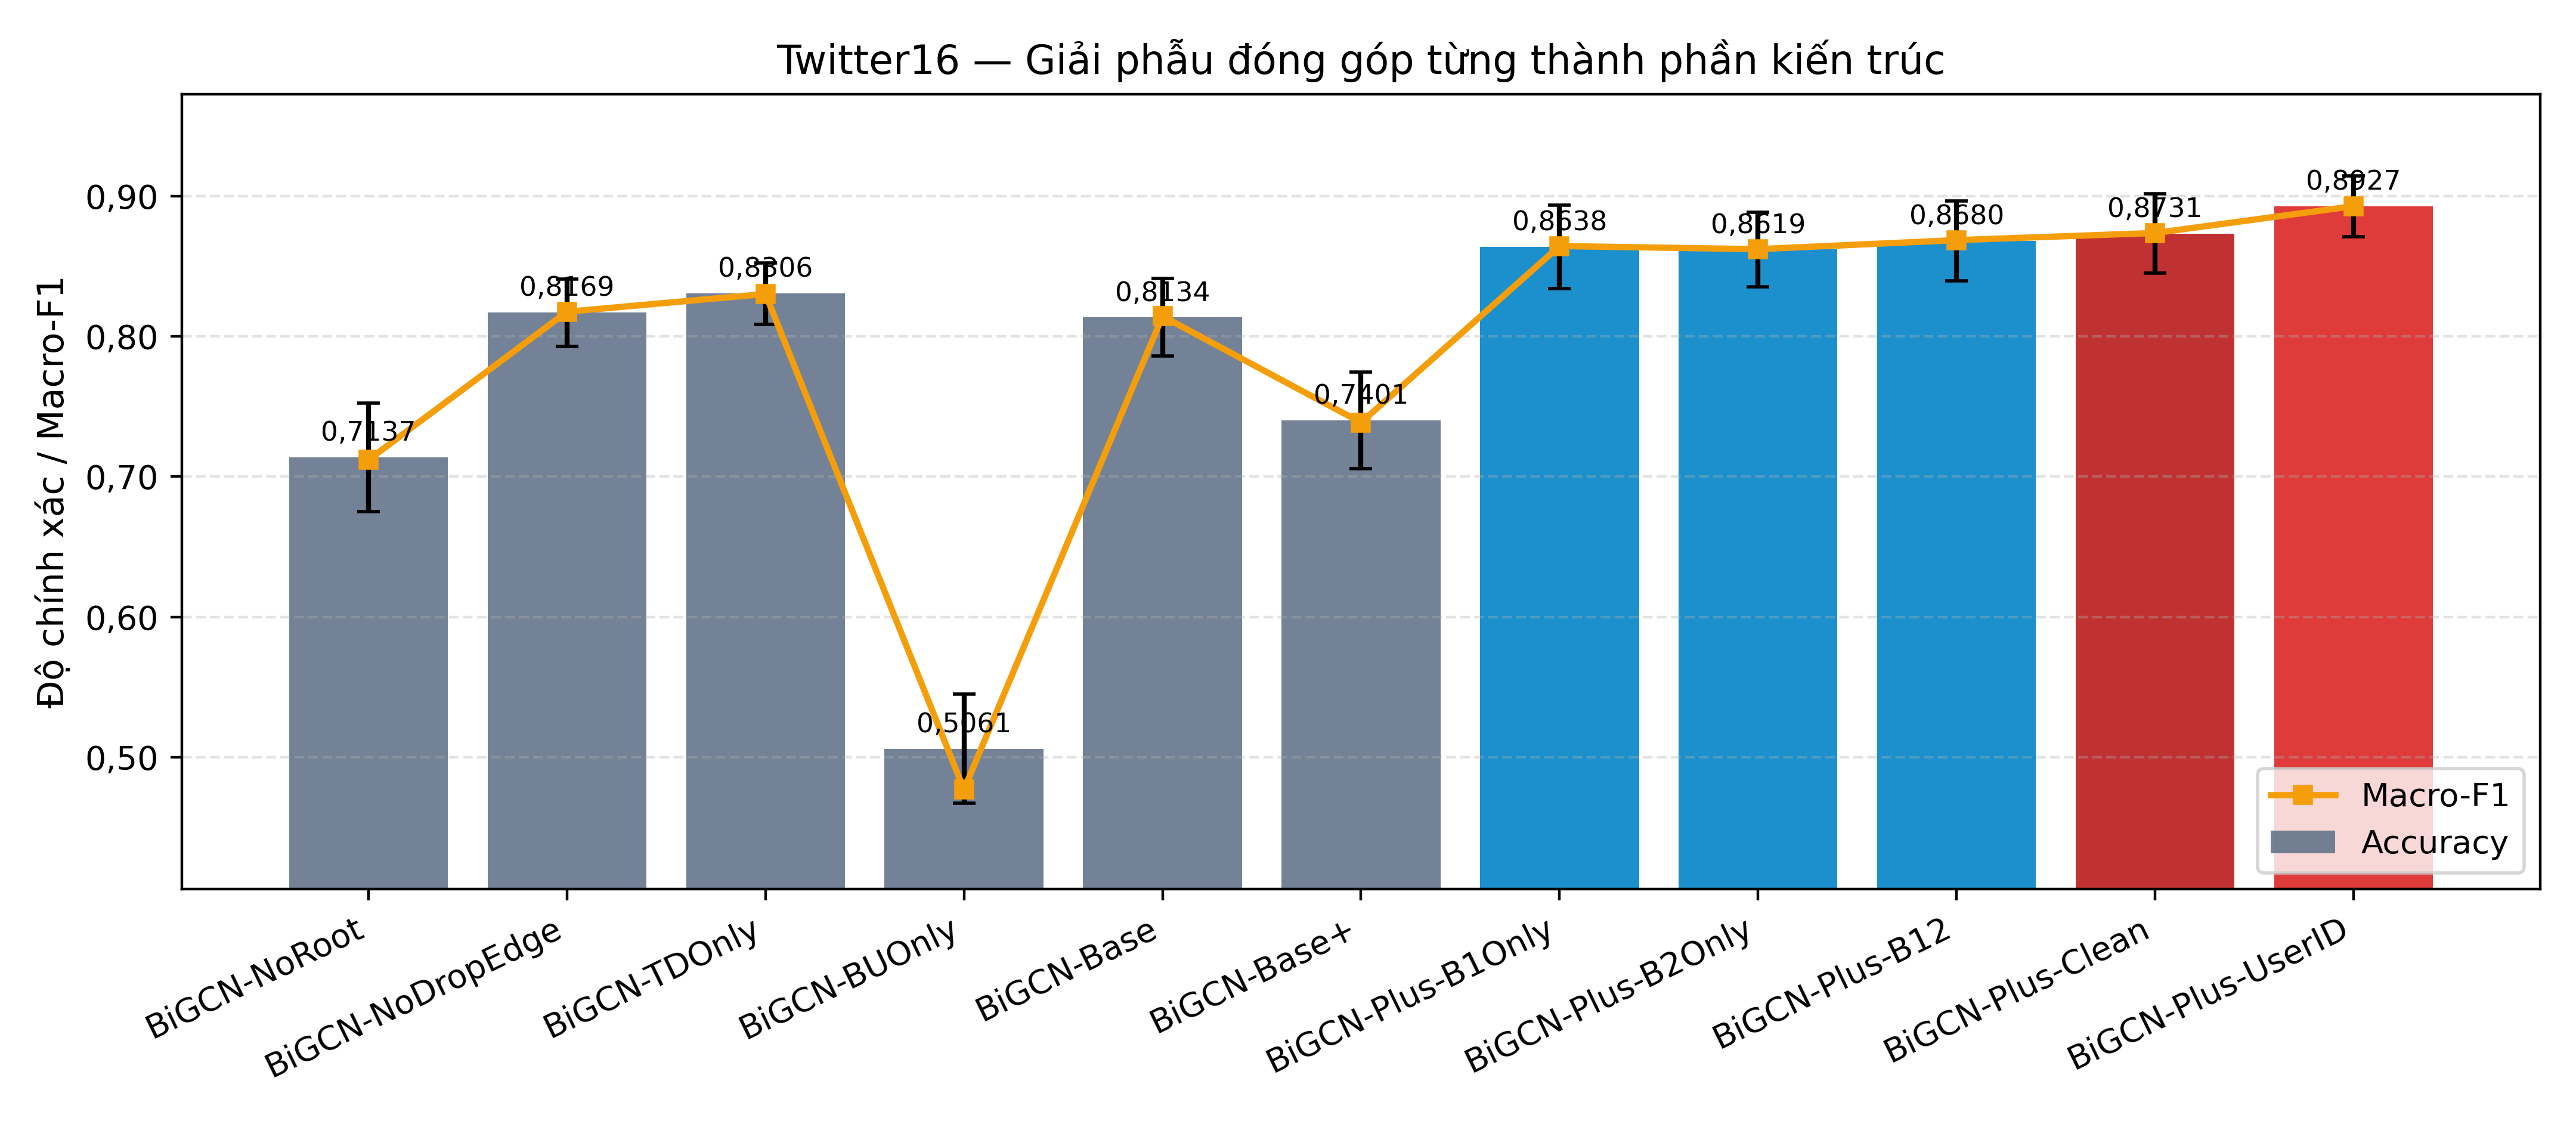 Twitter16 — Giải phẫu đóng góp từng thành phần kiến trúc
Độ chính xác / Macro-F1
0,90
0,80
0,70
0,60
0,50
0,7137
0,8169
0,8306
0,5061
0,8134
0,7401
0,8638
0,8619
0,8680
0,8731
0,8927
Macro-F1
Accuracy
BiGCN-NoRoot
BiGCN-NoDropEdge
BiGCN-TDOnly
BiGCN-BUOnly
BiGCN-Base
BiGCN-Base+
BiGCN-Plus-B1Only
BiGCN-Plus-B2Only
BiGCN-Plus-B12
BiGCN-Plus-Clean
BiGCN-Plus-UserID